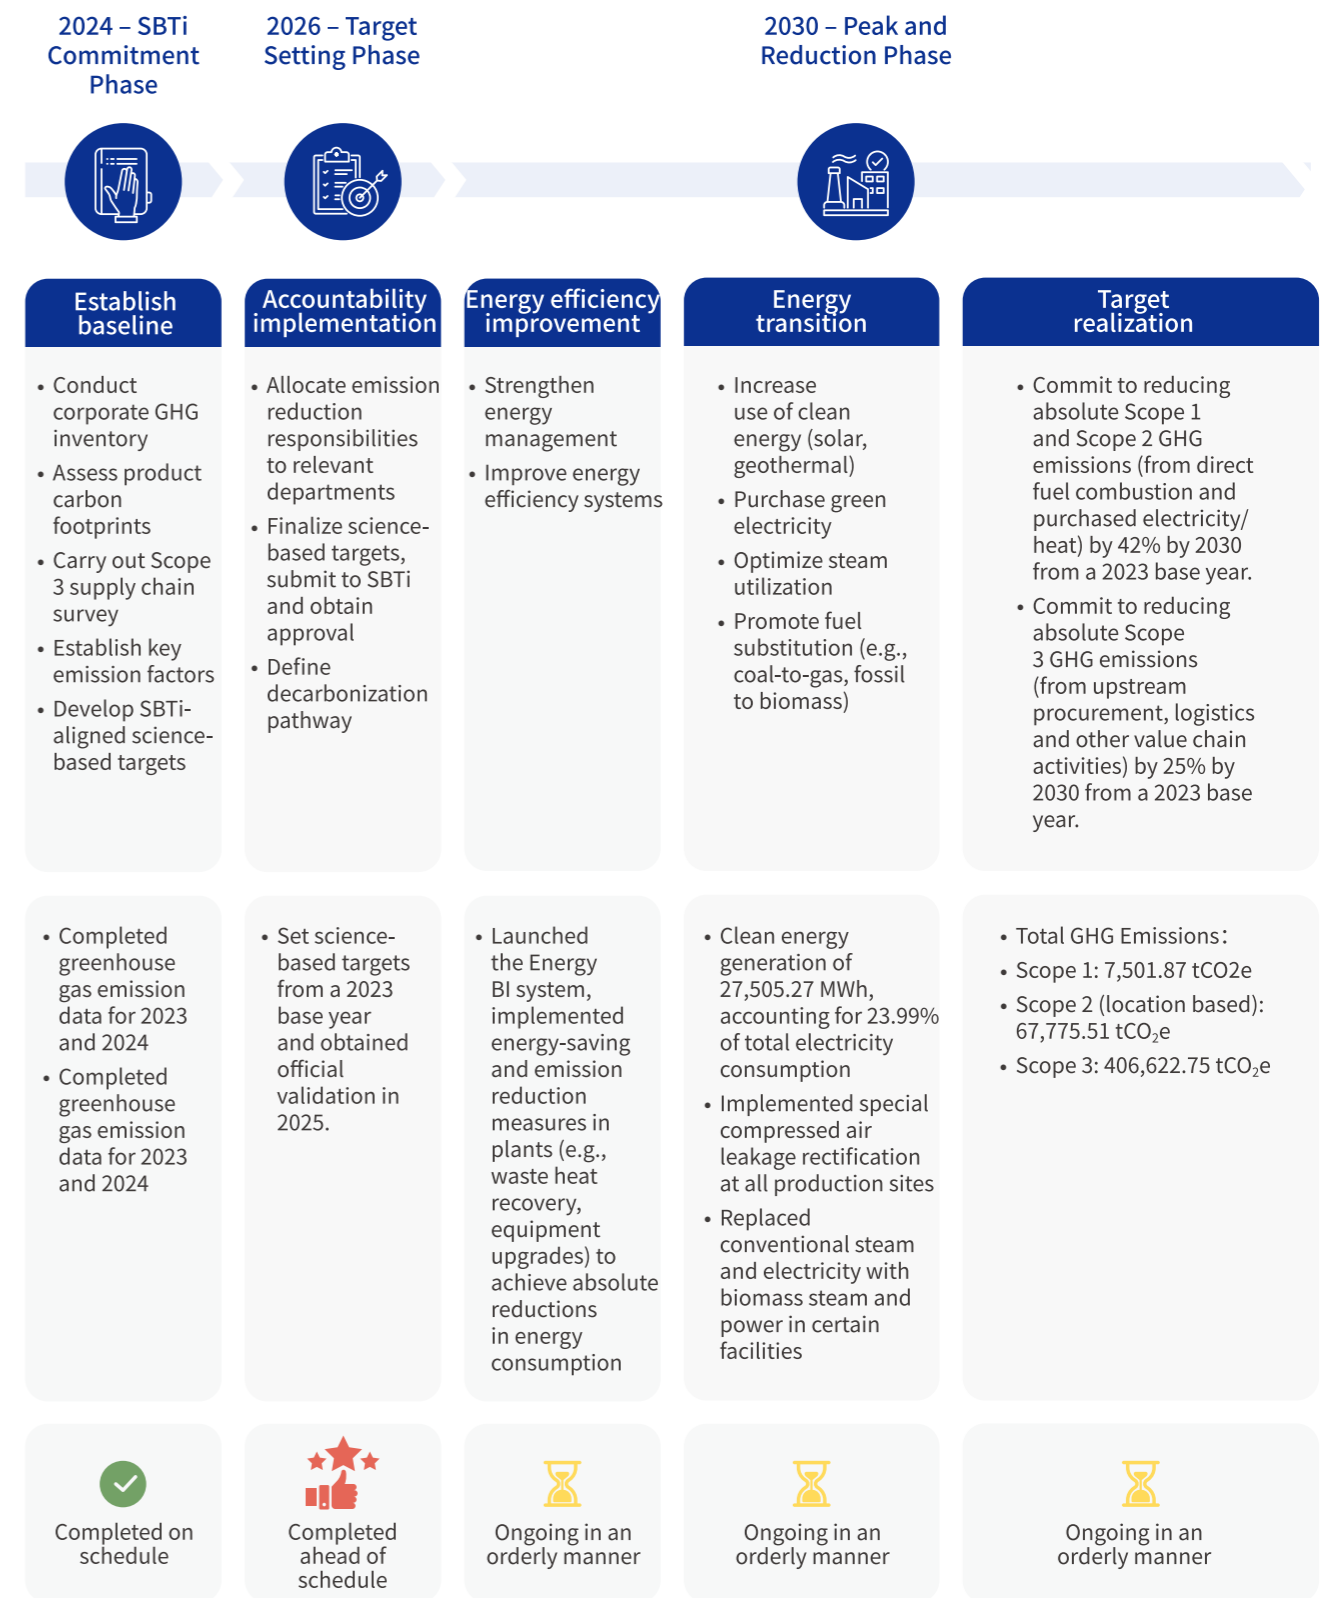 2024 – SBTi
Commitment
Phase
2026 – Target
Setting Phase
2030 – Peak and
Reduction Phase
Establish
baseline
• Conduct
corporate GHG
inventory
• Assess product
carbon
footprints
• Carry out Scope
3 supply chain
survey
• Establish key
emission factors
• Develop SBTi-
aligned science-
based targets
Accountability
implementation
• Allocate emission
reduction
responsibilities
to relevant
departments
• Finalize science-
based targets,
submit to SBTi
and obtain
approval
• Define
decarbonization
pathway
Energy efficiency
improvement
• Strengthen
energy
management
• Improve energy
efficiency systems
Energy
transition
• Increase
use of clean
energy (solar,
geothermal)
• Purchase green
electricity
• Optimize steam
utilization
• Promote fuel
substitution (e.g.,
coal-to-gas, fossil
to biomass)
Target
realization
• Commit to reducing
absolute Scope 1
and Scope 2 GHG
emissions (from direct
fuel combustion and
purchased electricity/
heat) by 42% by 2030
from a 2023 base year.
• Commit to reducing
absolute Scope
3 GHG emissions
(from upstream
procurement, logistics
and other value chain
activities) by 25% by
2030 from a 2023 base
year.
• Completed
greenhouse
gas emission
data for 2023
and 2024
• Completed
greenhouse
gas emission
data for 2023
and 2024
• Set science-
based targets
from a 2023
base year
and obtained
official
validation in
2025.
• Launched
the Energy
BI system,
implemented
energy-saving
and emission
reduction
measures in
plants (e.g.,
waste heat
recovery,
equipment
upgrades) to
achieve absolute
reductions
in energy
consumption
• Clean energy
generation of
27,505.27 MWh,
accounting for 23.99%
of total electricity
consumption
• Implemented special
compressed air
leakage rectification
at all production sites
• Replaced
conventional steam
and electricity with
biomass steam and
power in certain
facilities
• Total GHG Emissions：
• Scope 1: 7,501.87 tCO2e
• Scope 2 (location based):
67,775.51 tCO₂e
• Scope 3: 406,622.75 tCO₂e
Completed on
schedule
Completed
ahead of
schedule
Ongoing in an
orderly manner
Ongoing in an
orderly manner
Ongoing in an
orderly manner